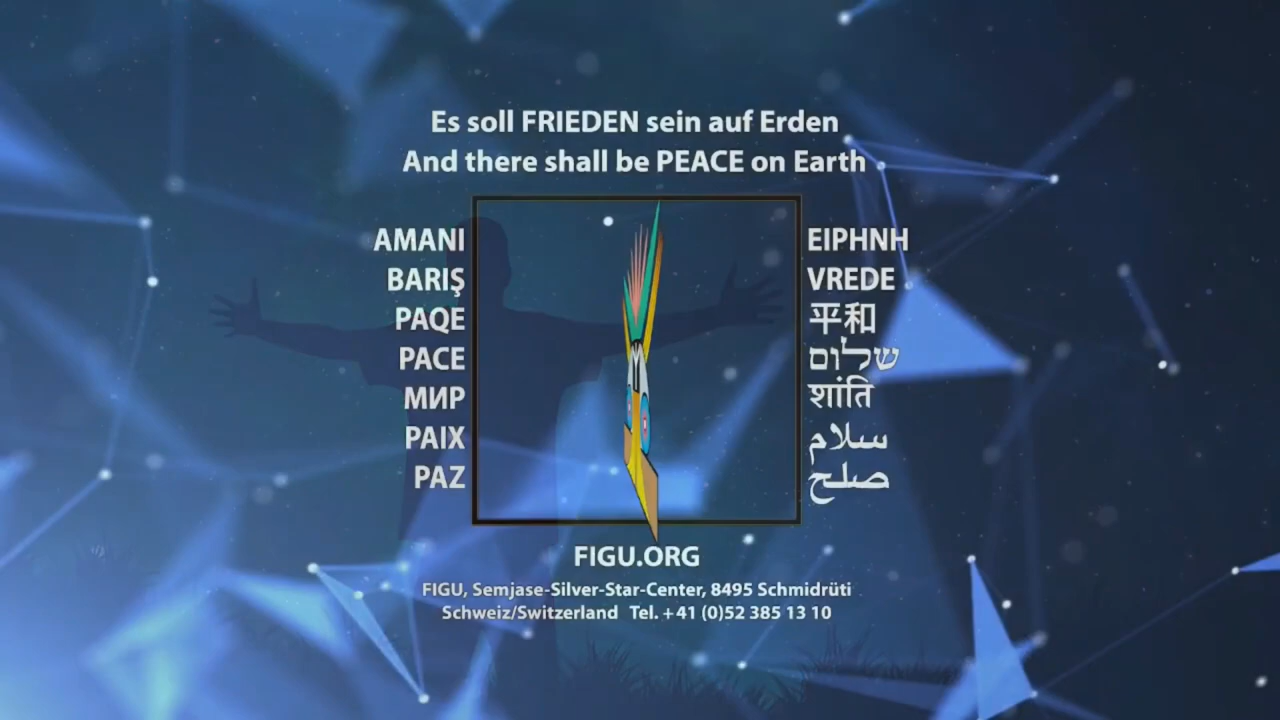 Es soll FRIEDEN sein auf Erden
And there shall be PEACE on Earth
AMANI
BARIŞ
PAQE
PACE
МИР
PAIX
PAZ
EIPHNH
VREDE
平和
שלום
शांति
سلام
صلح
FIGU.ORG
FIGU, Semjase-Silver-Star-Center, 8495 Schmidrüti
Schweiz/Switzerland Tel. +41 (0)52 385 13 10